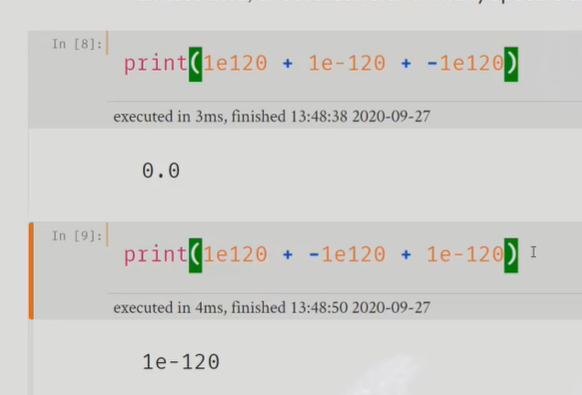 In [8]:
print(1e120 + 1e-120 + -1e120)
executed in 3ms, finished 13:48:38 2020-09-27
0.0
In [9]:
print(1e120 + -1e120 + 1e-120)
executed in 4ms, finished 13:48:50 2020-09-27
1e-120